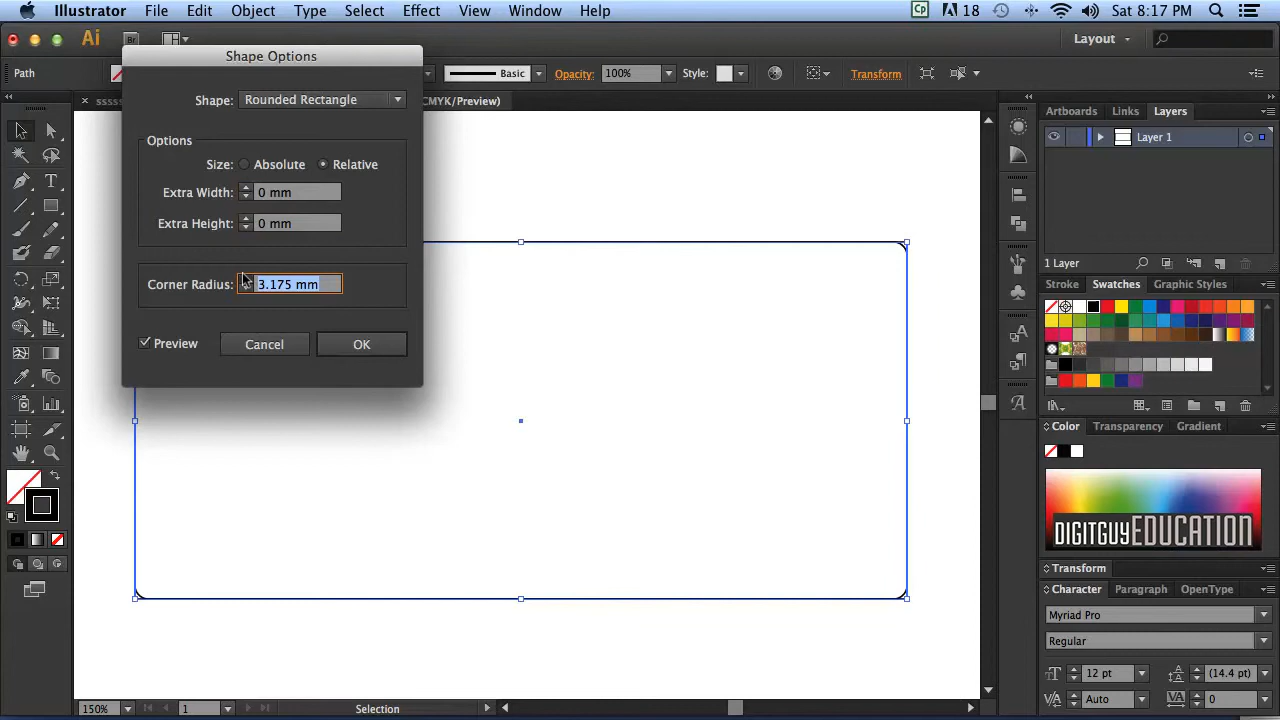 Illustrator File Edit Object Type Select Effect View Window Help
18 Sat 8:17 PM
Ai Br Layout
Shape Options
Path Basic Opacity: 100% Style: Transform
Shape: Rounded Rectangle
CMYK/Preview)
Options
Size: Absolute Relative
Extra Width: 0 mm
Extra Height: 0 mm
Corner Radius: 3.175 mm
Preview Cancel OK
Artboards Links Layers
Layer 1
1 Layer
Stroke Swatches Graphic Styles
Color Transparency Gradient
DIGITGUYEDUCATION
Transform
Character Paragraph OpenType
Myriad Pro
Regular
12 pt (14.4 pt)
Auto 0
150% 1 Selection